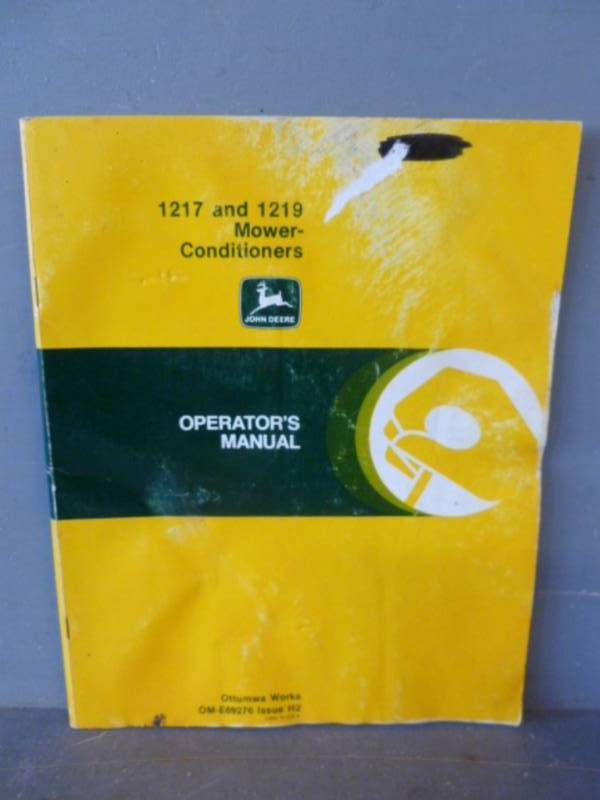 1217 and 1219
Mower-
Conditioners
JOHN DEERE
OPERATOR'S
MANUAL
Ottumwa Works
OM-E69276 Issue H2